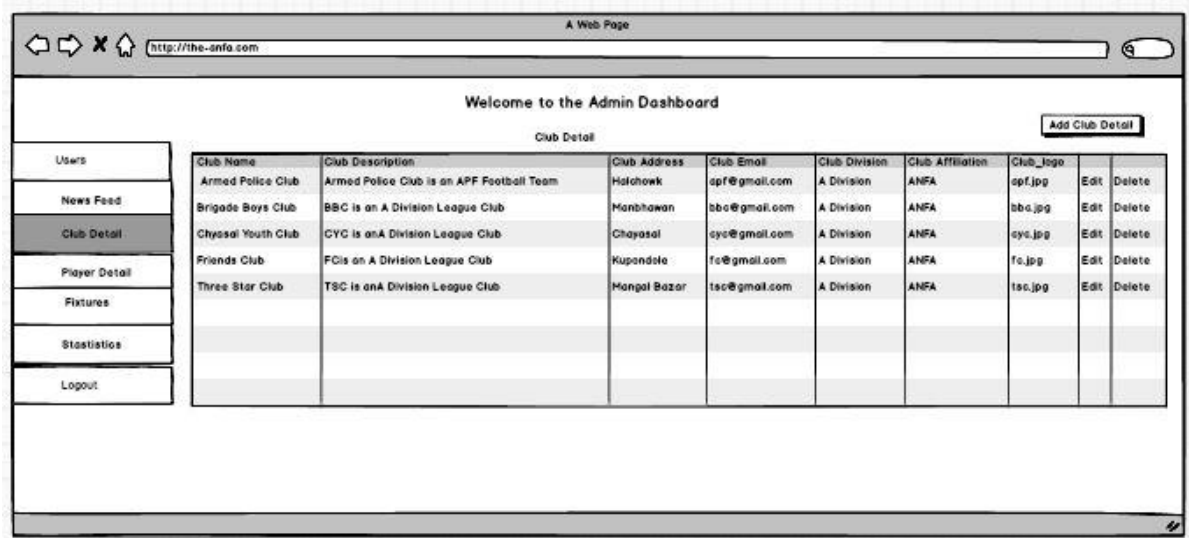 A Web Page
http://the-anfa.com
Welcome to the Admin Dashboard
Add Club Detail
Club Detail
Users
News Feed
Club Detail
Player Detail
Fixtures
Stastistics
Logout
Club Name Club Description Club Address Club Email Club Division Club Affiliation Club_logo
Armed Police Club Armed Police Club is an APF Football Team Halchowk apf@gmail.com A Division ANFA apf.jpg Edit Delete
Brigade Boys Club BBC is an A Division League Club Manbhawan bbc@gmail.com A Division ANFA bbc.jpg Edit Delete
Chyasal Youth Club CYC is anA Division League Club Chayasal cyc@gmail.com A Division ANFA cyc.jpg Edit Delete
Friends Club FCis an A Division League Club Kupondole fc@gmail.com A Division ANFA fc.jpg Edit Delete
Three Star Club TSC is anA Division League Club Mangal Bazar tsc@gmail.com A Division ANFA tsc.jpg Edit Delete